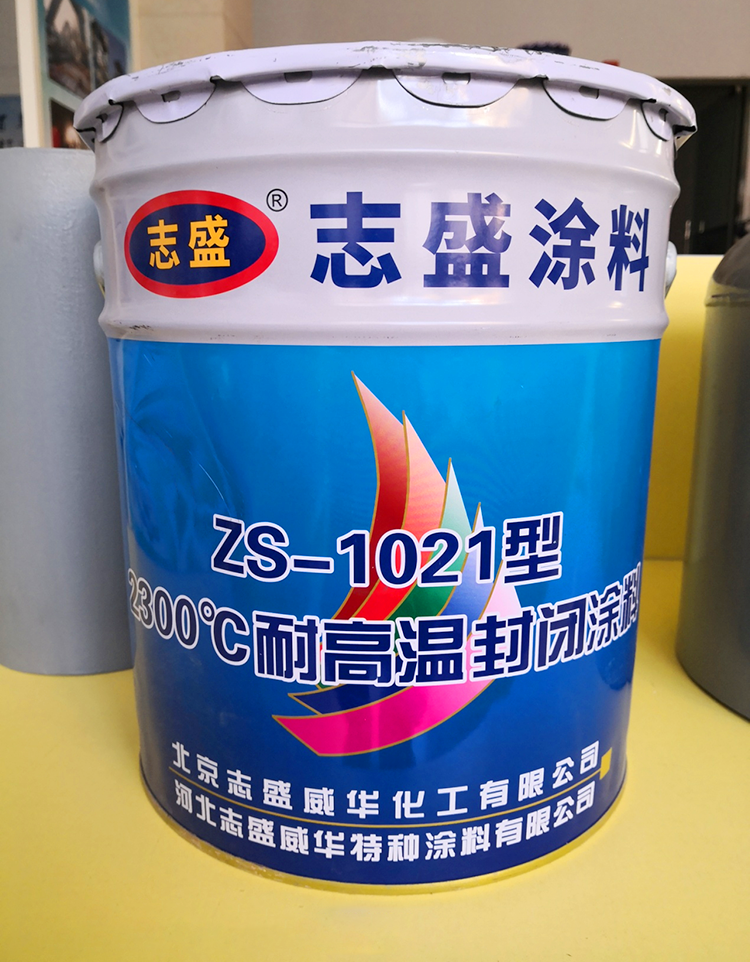 志盛® 志盛涂料
ZS-1021型
2300℃耐高温封闭涂料
北京志盛威华化工有限公司
河北志盛威华特种涂料有限公司